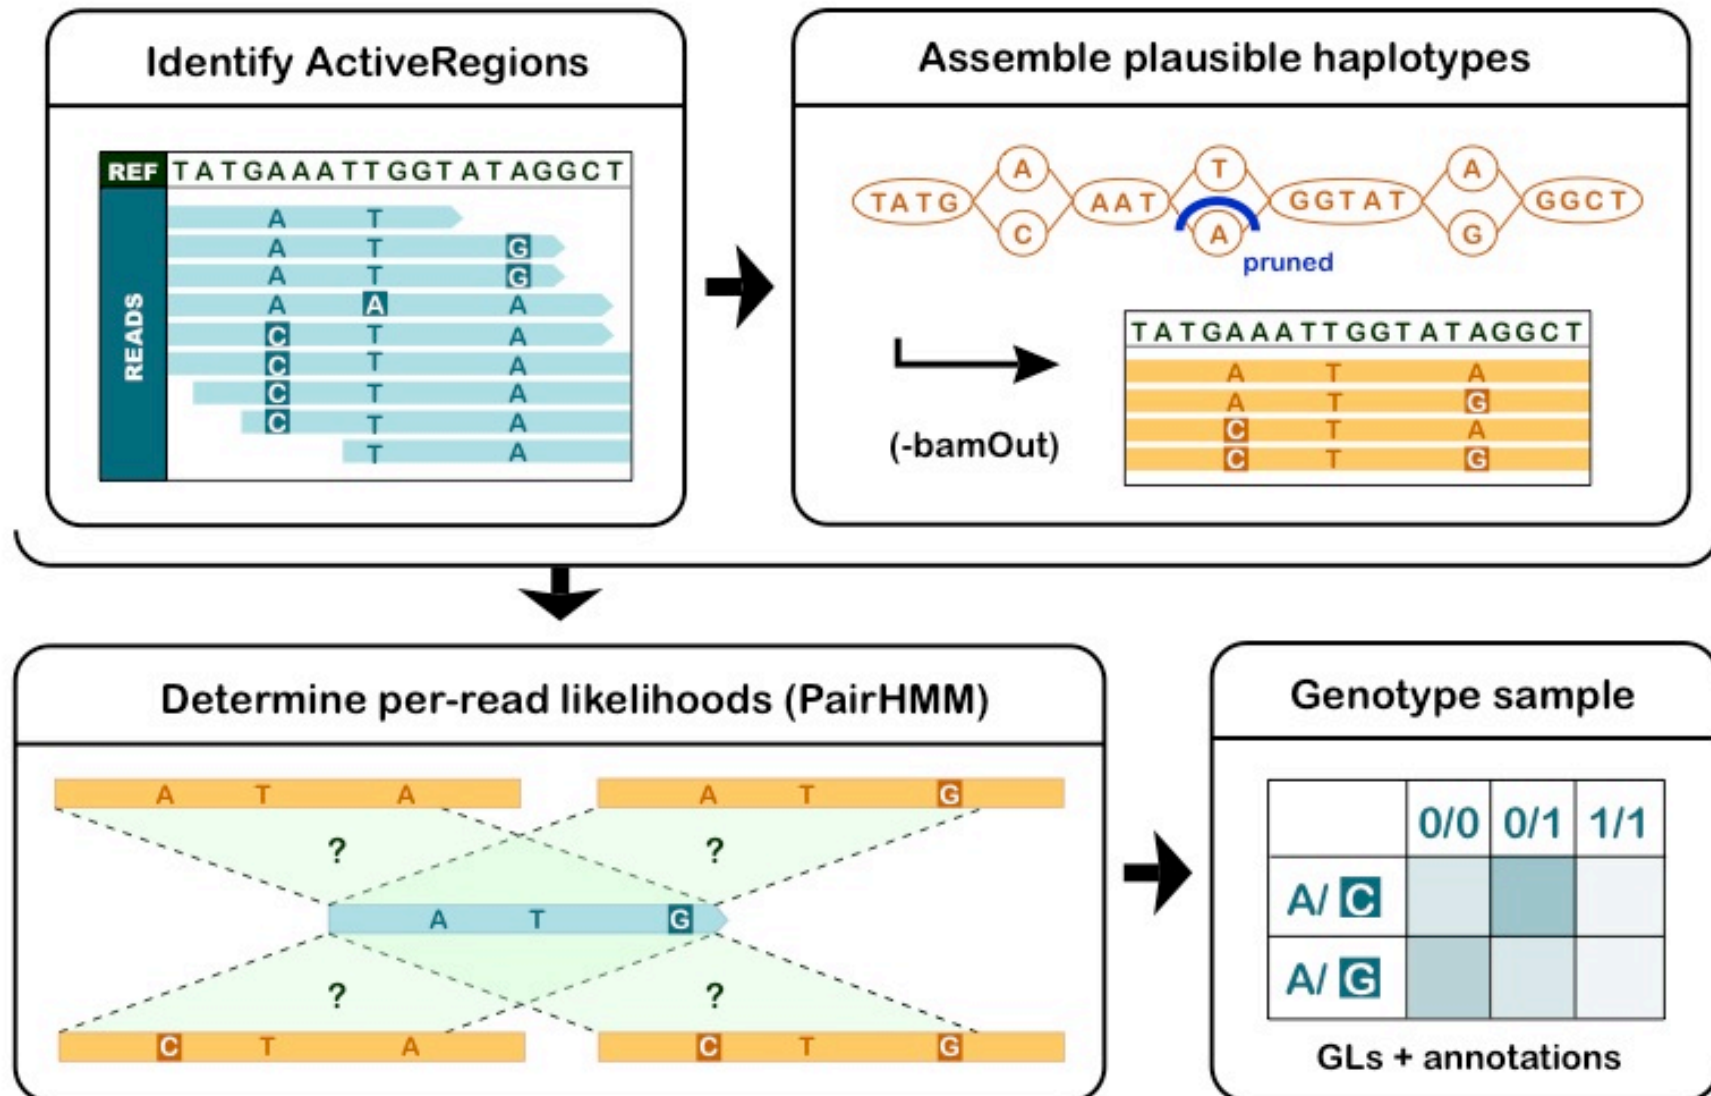 Identify ActiveRegions
REF TATGAAATTGGTATAGGCT
READS
A T
A T G
A T G
A A A
C T A
C T A
C T A
C T A
T A
Assemble plausible haplotypes
TATG A C AAT T A GGTAT A G GGCT
pruned
TATGAAATTGGTATAGGCT
A T A
A T G
C T A
C T G
(-bamOut)
Determine per-read likelihoods (PairHMM)
A T A
A T G
? ?
A T G
? ?
C T A
C T G
Genotype sample
0/0 0/1 1/1
A/ C
A/ G
GLs + annotations